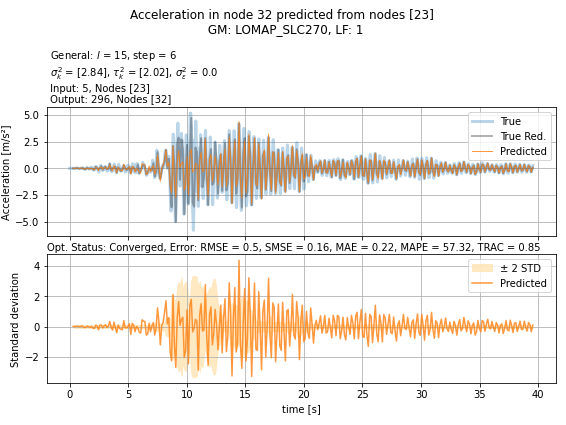 Acceleration in node 32 predicted from nodes [23]
GM: LOMAP_SLC270, LF: 1
General: l = 15, step = 6
σ²ₖ = [2.84], τ²ₖ = [2.02], σ²ₑ = 0.0
Input: 5, Nodes [23]
Output: 296, Nodes [32]
Acceleration [m/s²]
5.0
2.5
0.0
−2.5
−5.0
True
True Red.
Predicted
Opt. Status: Converged, Error: RMSE = 0.5, SMSE = 0.16, MAE = 0.22, MAPE = 57.32, TRAC = 0.85
Standard deviation
4
2
0
−2
± 2 STD
Predicted
0 5 10 15 20 25 30 35 40
time [s]